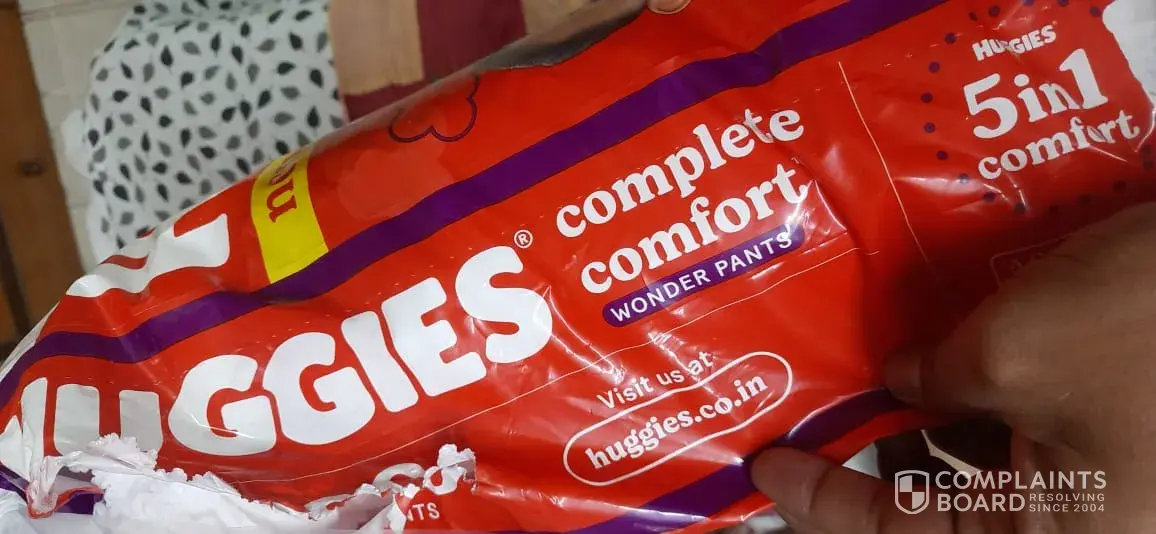 HUGGIES
5in1
comfort
complete
comfort
WONDER PANTS
HUGGIES®
Visit us at
huggies.co.in
COMPLAINTS
BOARD RESOLVING
SINCE 2004